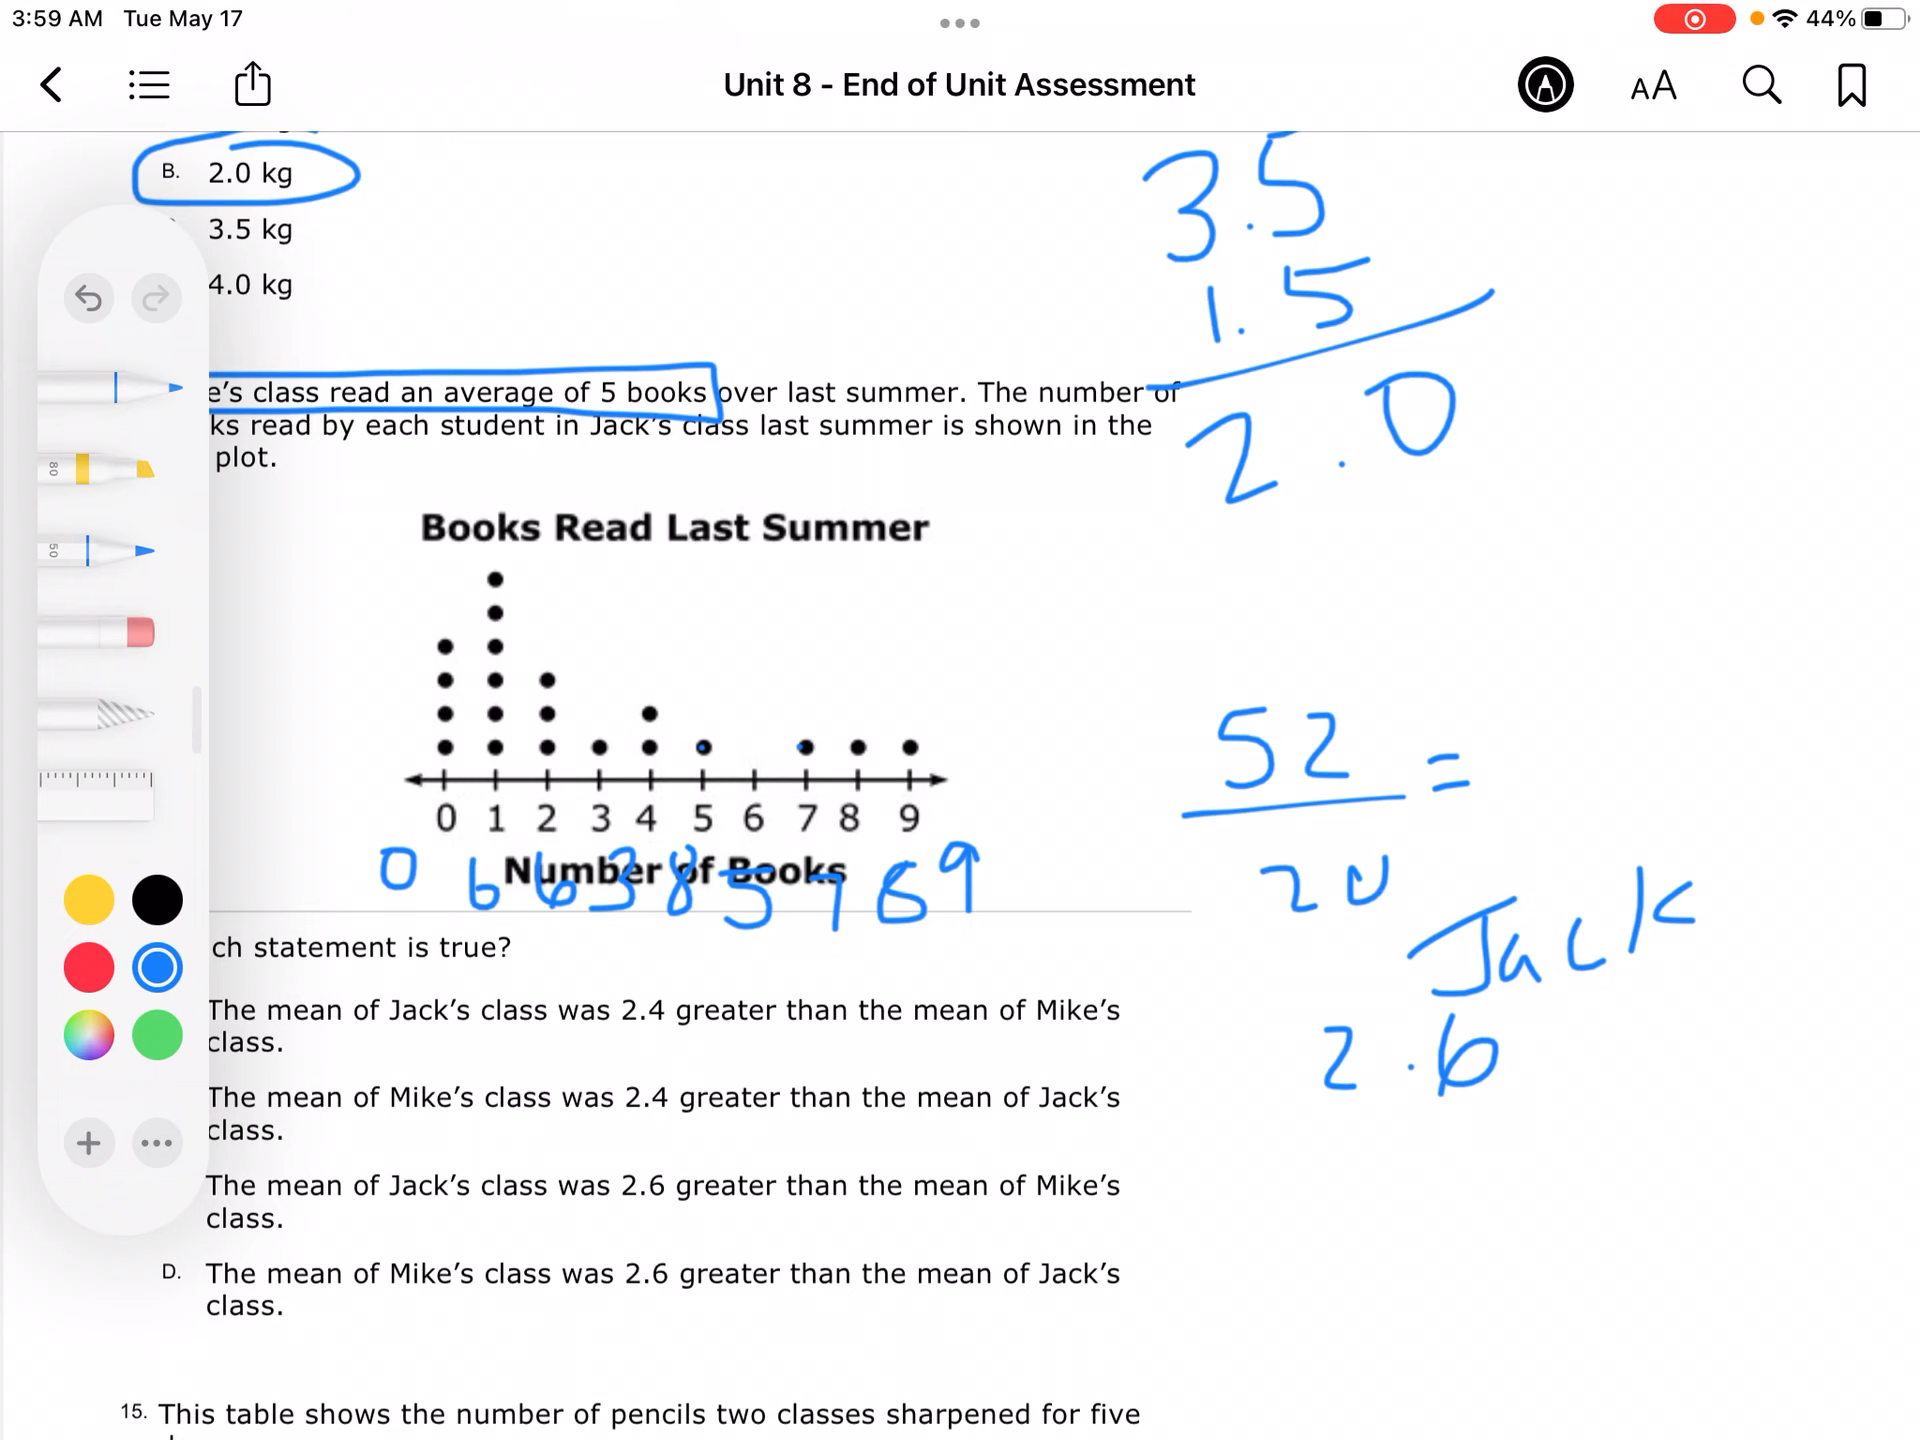 3:59 AM Tue May 17
44%
Unit 8 - End of Unit Assessment
B. 2.0 kg
3.5 kg
4.0 kg
3.5
1.5
2.0
e's class read an average of 5 books over last summer. The number of
ks read by each student in Jack's class last summer is shown in the
plot.
80
50
Books Read Last Summer
0 1 2 3 4 5 6 7 8 9
Number of Books
0 6 6 3 8 5 7 8 9
52 =
20
Jack
2.6
ch statement is true?
The mean of Jack's class was 2.4 greater than the mean of Mike's
class.
The mean of Mike's class was 2.4 greater than the mean of Jack's
class.
The mean of Jack's class was 2.6 greater than the mean of Mike's
class.
D. The mean of Mike's class was 2.6 greater than the mean of Jack's
class.
15. This table shows the number of pencils two classes sharpened for five